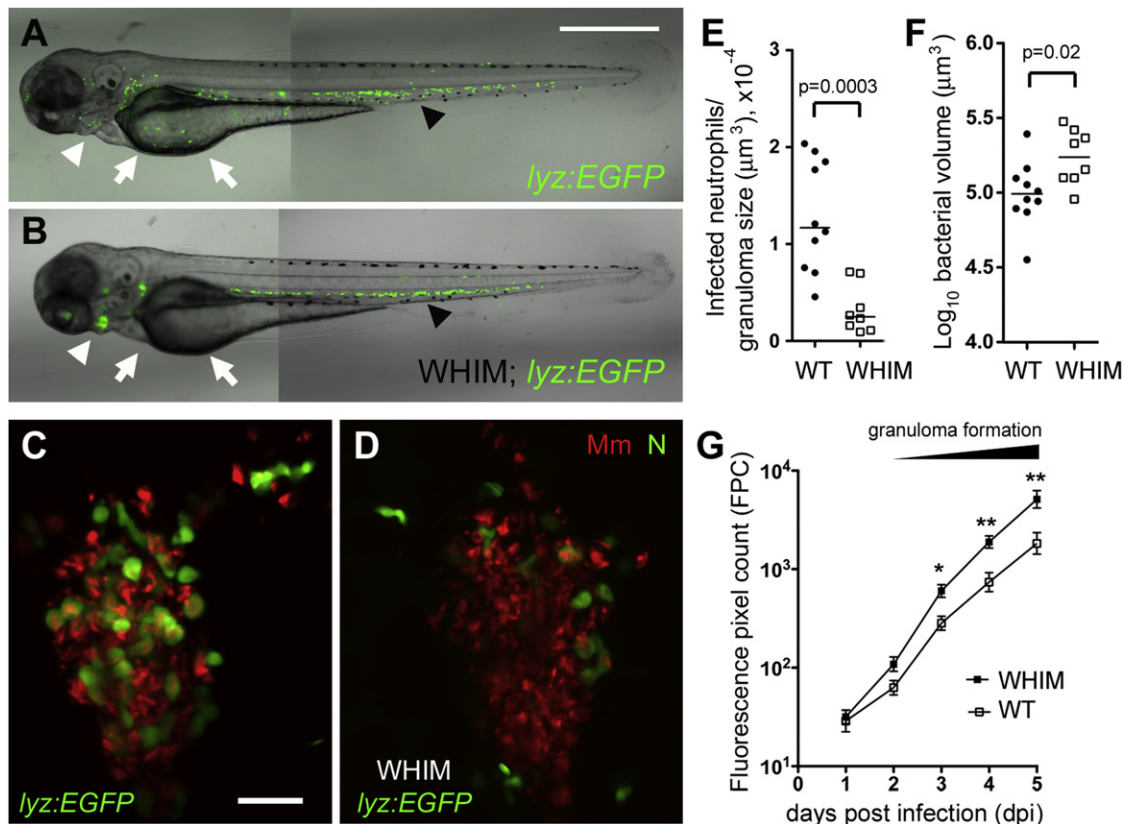 A
lyz:EGFP
B
WHIM; lyz:EGFP
C
lyz:EGFP
D
Mm N
WHIM
lyz:EGFP
E
Infected neutrophils/
granuloma size (μm³), x10⁻⁴
p=0.0003
3
2
1
0
WT WHIM
F
Log₁₀ bacterial volume (μm³)
p=0.02
6.0
5.5
5.0
4.5
4.0
WT WHIM
G
granuloma formation
Fluorescence pixel count (FPC)
10⁴
10³
10²
10¹
* ** **
WHIM
WT
0 1 2 3 4 5
days post infection (dpi)